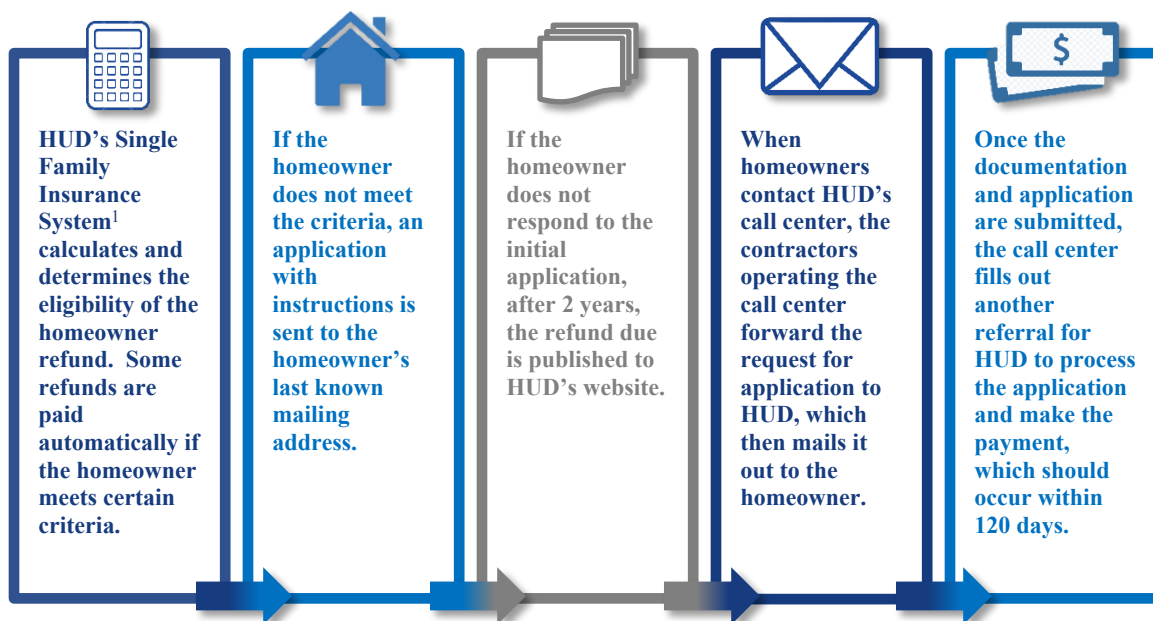 HUD's Single
Family
Insurance
System1
calculates and
determines the
eligibility of the
homeowner
refund.  Some
refunds are
paid
automatically if
the homeowner
meets certain
criteria.
If the
homeowner
does not meet
the criteria, an
application
with
instructions is
sent to the
homeowner's
last known
mailing
address.
If the
homeowner
does not
respond to the
initial
application,
after 2 years,
the refund due
is published to
HUD's website.
When
homeowners
contact HUD's
call center, the
contractors
operating the
call center
forward the
request for
application to
HUD, which
then mails it
out to the
homeowner.
$
Once the
documentation
and application
are submitted,
the call center
fills out
another
referral for
HUD to process
the application
and make the
payment,
which should
occur within
120 days.